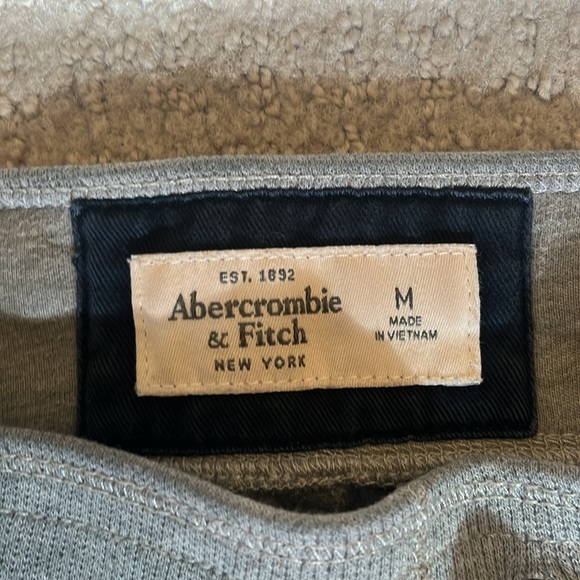 EST. 1892
Abercrombie
& Fitch
NEW YORK
M
MADE
IN VIETNAM